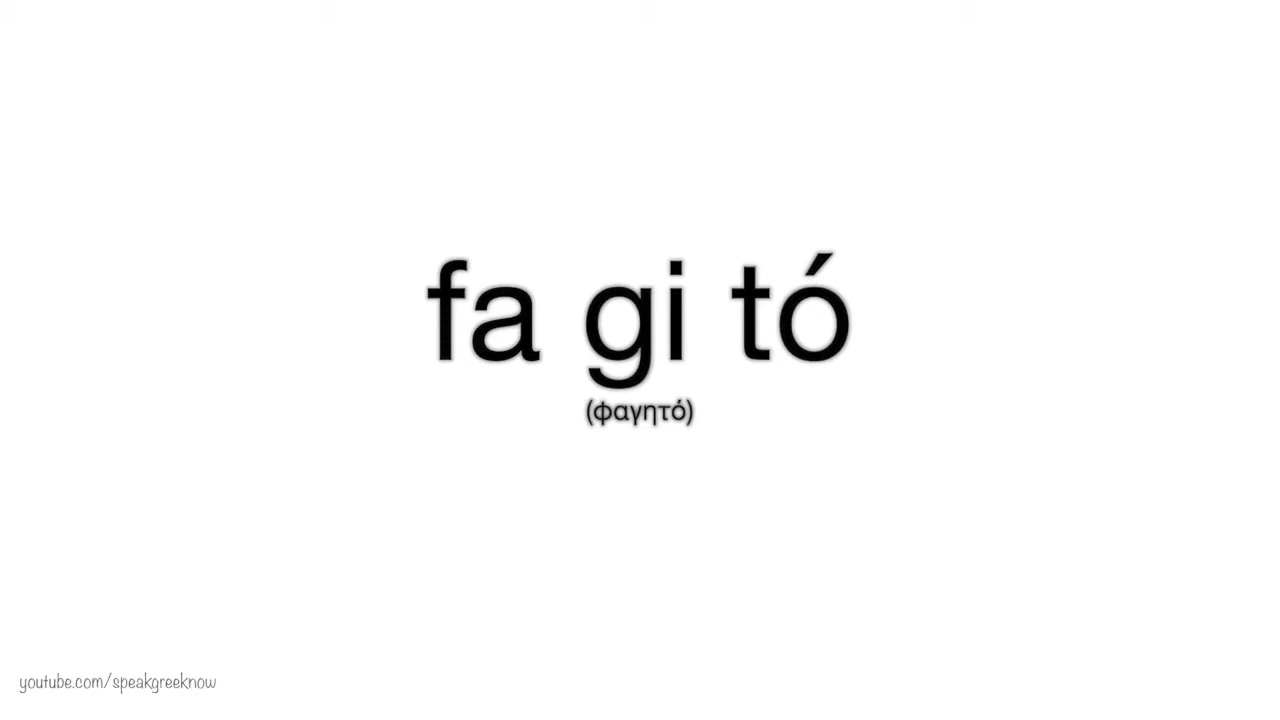 fa gi tó
(φαγητό)
youtube.com/speakgreeknow